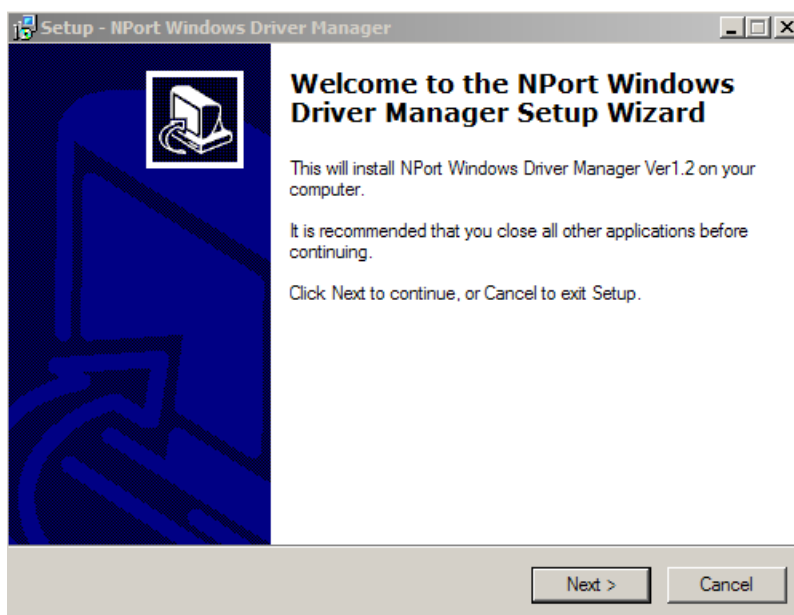 Setup - NPort Windows Driver Manager
Welcome to the NPort Windows
Driver Manager Setup Wizard
This will install NPort Windows Driver Manager Ver1.2 on your
computer.
It is recommended that you close all other applications before
continuing.
Click Next to continue, or Cancel to exit Setup.
Next >
Cancel